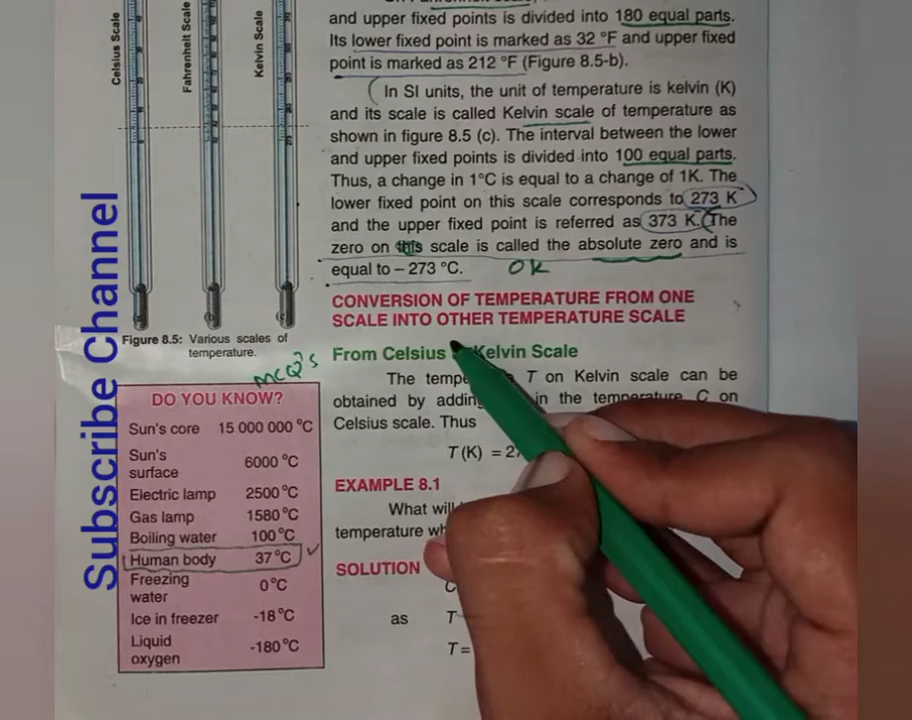 Celsius Scale
Fahrenheit Scale
Kelvin Scale
and upper fixed points is divided into 180 equal parts.
Its lower fixed point is marked as 32 °F and upper fixed
point is marked as 212 °F (Figure 8.5-b).
In SI units, the unit of temperature is kelvin (K)
and its scale is called Kelvin scale of temperature as
shown in figure 8.5 (c). The interval between the lower
and upper fixed points is divided into 100 equal parts.
Thus, a change in 1°C is equal to a change of 1K. The
lower fixed point on this scale corresponds to 273 K
and the upper fixed point is referred as 373 K. The
zero on this scale is called the absolute zero and is
equal to – 273 °C. OK
Figure 8.5: Various scales of
temperature.
CONVERSION OF TEMPERATURE FROM ONE
SCALE INTO OTHER TEMPERATURE SCALE
From Celsius Kelvin Scale
The T on Kelvin scale can be
obtained by adding in the temperature C on
Celsius scale. Thus
T(K) =
EXAMPLE 8.1
What
temperature
SOLUTION
as T
T =
MCQ's
DO YOU KNOW?
Sun's core 15 000 000 °C
Sun's
surface 6000 °C
Electric lamp 2500 °C
Gas lamp 1580 °C
Boiling water 100 °C
Human body 37 °C
Freezing
water 0 °C
Ice in freezer -18 °C
Liquid
oxygen -180 °C
Subscribe Channel